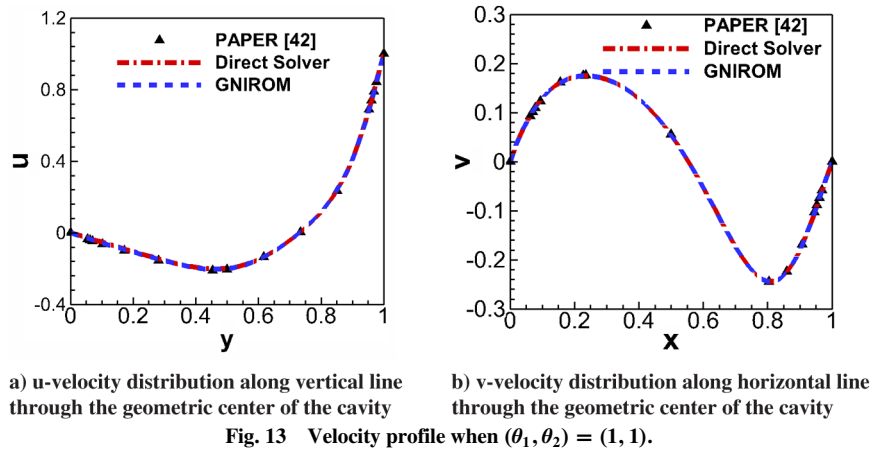 1.2
0.8
0.4
0
-0.4
u
PAPER [42]
Direct Solver
GNIROM
0 0.2 0.4 0.6 0.8 1
y
0.3
0.2
0.1
0
-0.1
-0.2
-0.3
v
PAPER [42]
Direct Solver
GNIROM
0 0.2 0.4 0.6 0.8 1
x
a) u-velocity distribution along vertical line
through the geometric center of the cavity
b) v-velocity distribution along horizontal line
through the geometric center of the cavity
Fig. 13 Velocity profile when (θ₁, θ₂) = (1, 1).